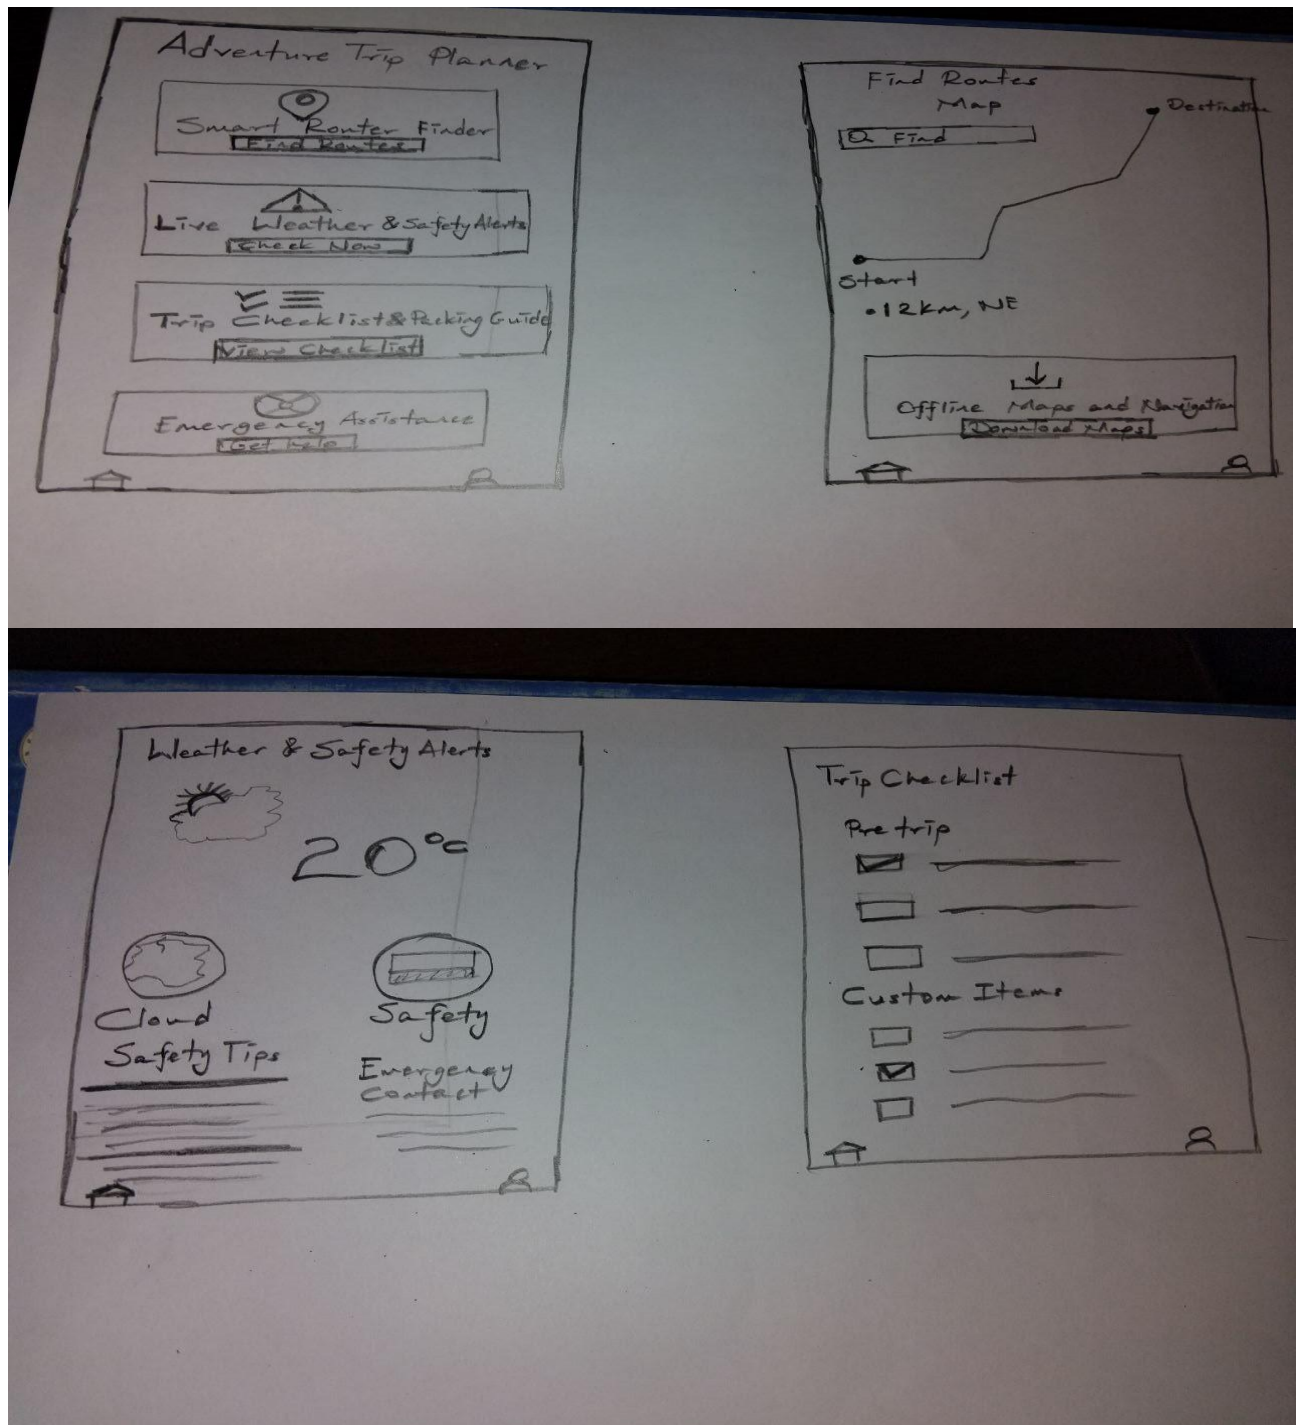 Adventure Trip Planner
Smart Router Finder
Find Routes
Live Weather & Safety Alerts
Check Now
Trip Checklist & Packing Guide
View Checklist
Emergency Assistance
Get help
Find Routes
Map
Find
Destination
Start
•12km, NE
Offline Maps and Navigation
Download Maps
Weather & Safety Alerts
20°C
Cloud
Safety
Safety Tips
Emergency
Contact
Trip Checklist
Pre trip
Custom Items